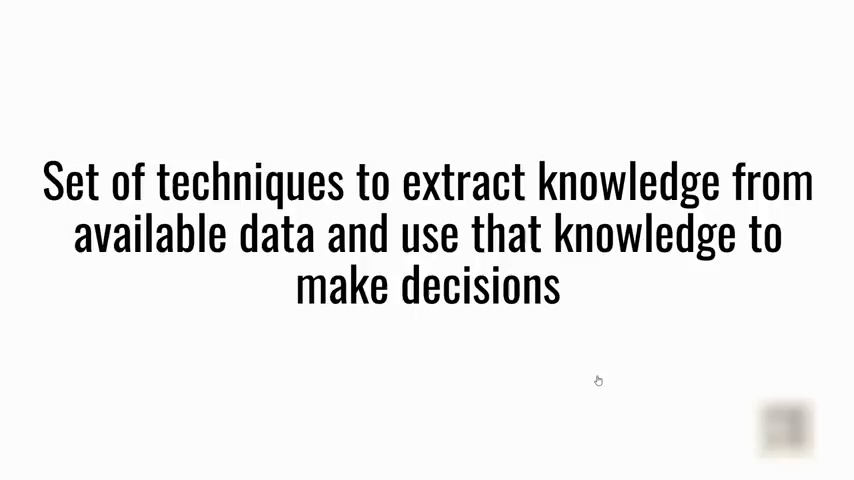 Set of techniques to extract knowledge from
available data and use that knowledge to
make decisions